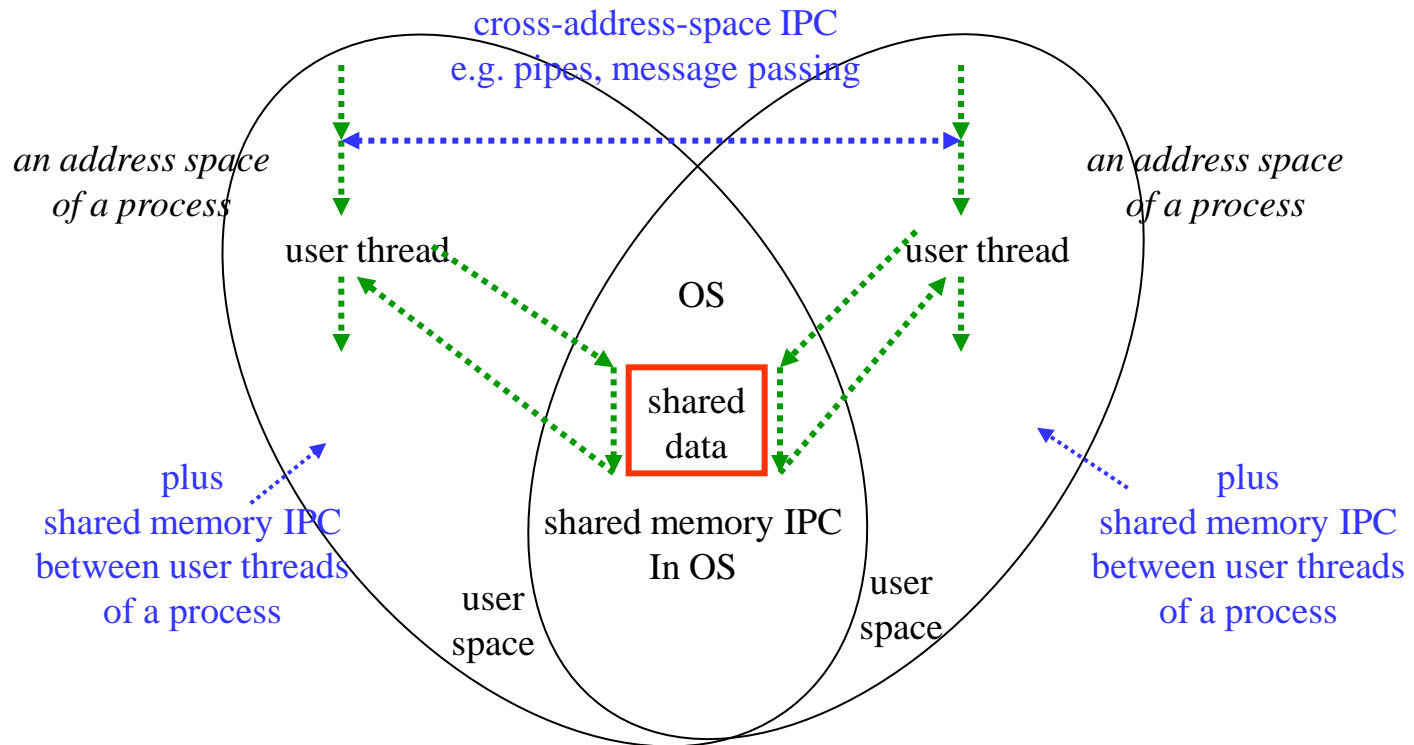 cross-address-space IPC
e.g. pipes, message passing
an address space
of a process
an address space
of a process
user thread
user thread
OS
shared
data
plus
shared memory IPC
between user threads
of a process
shared memory IPC
In OS
plus
shared memory IPC
between user threads
of a process
user
space
user
space